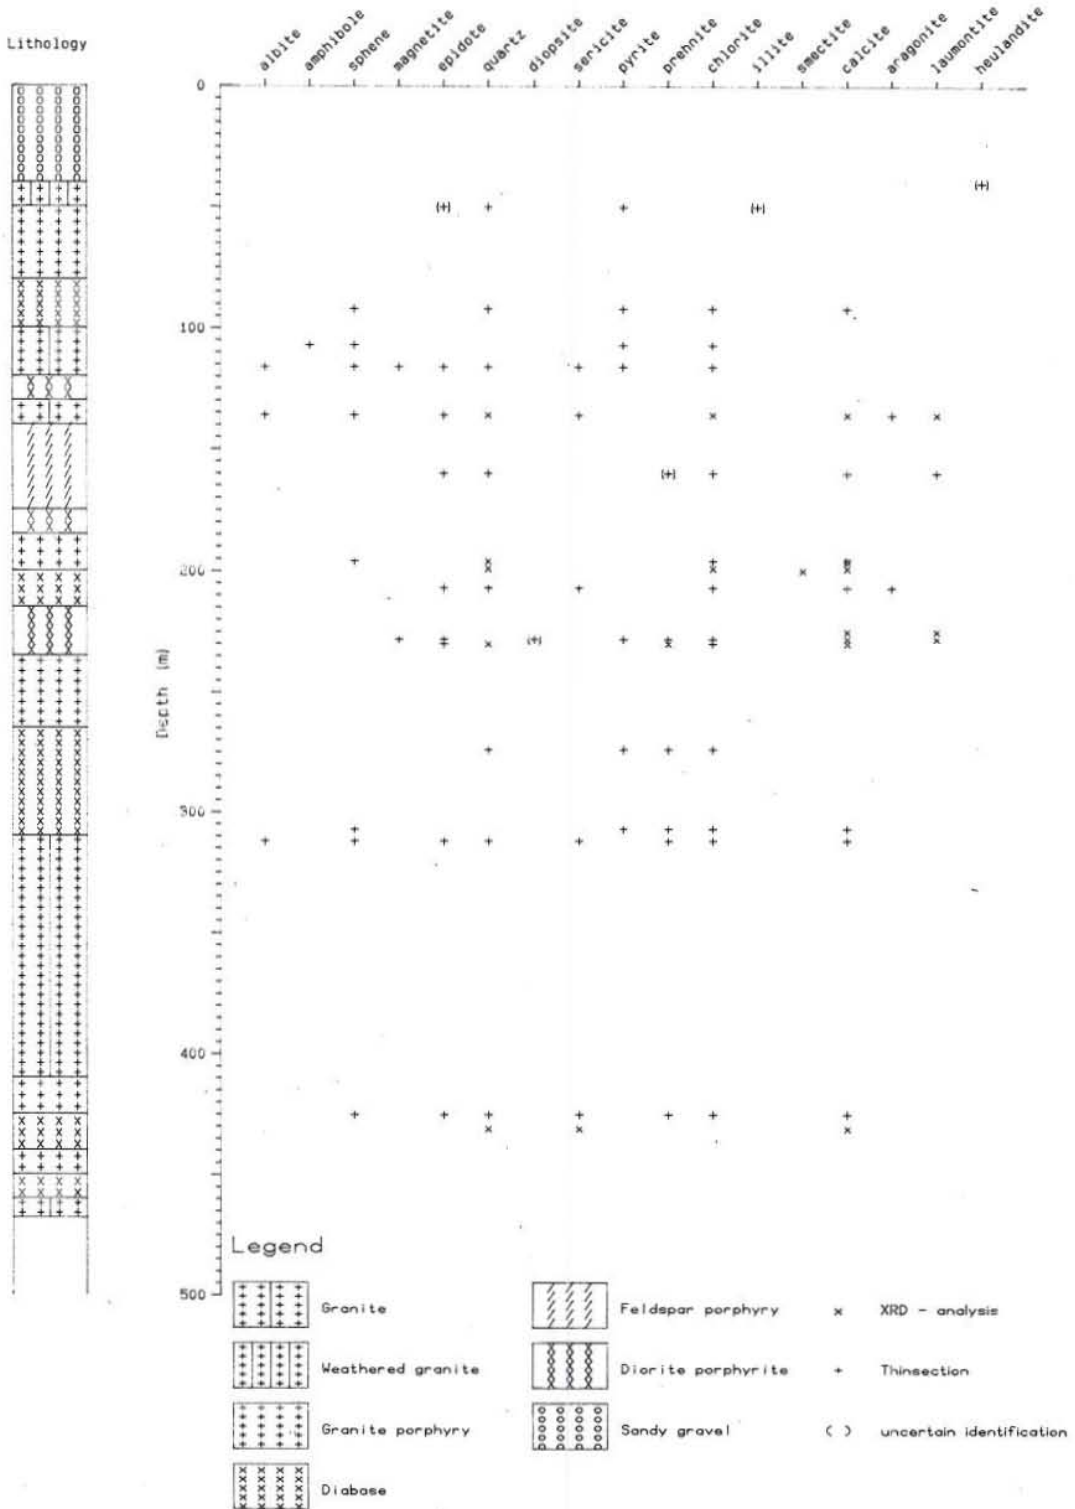 Lithology
albite
amphibole
sphene
magnetite
epidote
quartz
diopsite
sericite
pyrite
prehnite
chlorite
illite
smectite
calcite
aragonite
laumontite
heulandite
0
100
200
300
400
500
Depth (m)
Legend
Granite
Weathered granite
Granite porphyry
Diabase
Feldspar porphyry
Diorite porphyrite
Sandy gravel
x XRD - analysis
+ Thinsection
( ) uncertain identification